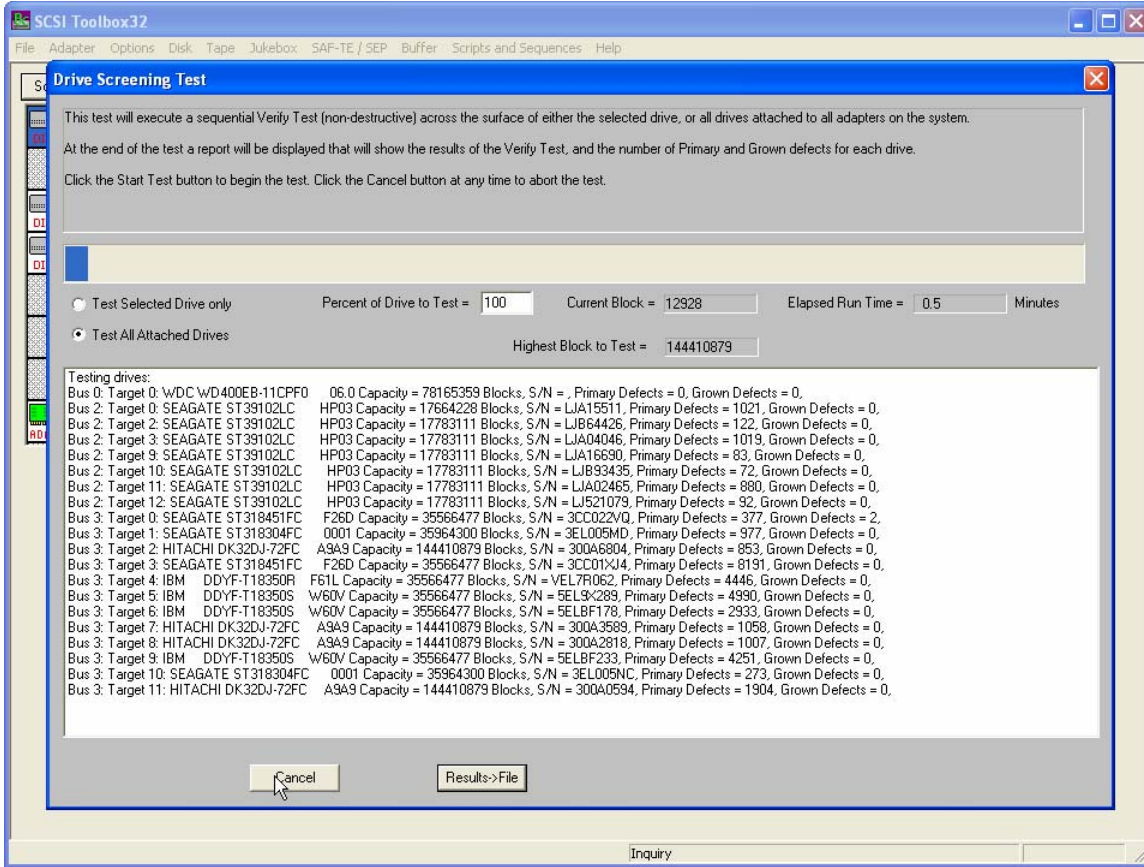 SCSI Toolbox32
File Adapter Options Disk Tape Jukebox SAF-TE / SEP Buffer Scripts and Sequences Help
Drive Screening Test
This test will execute a sequential Verify Test (non-destructive) across the surface of either the selected drive, or all drives attached to all adapters on the system.
At the end of the test a report will be displayed that will show the results of the Verify Test, and the number of Primary and Grown defects for each drive.
Click the Start Test button to begin the test. Click the Cancel button at any time to abort the test.
Test Selected Drive only Percent of Drive to Test = 100 Current Block = 12928 Elapsed Run Time = 0.5 Minutes
Test All Attached Drives
Highest Block to Test = 144410879
Testing drives:
Bus 0: Target 0: WDC WD400EB-11CPF0 06.0 Capacity = 78165359 Blocks, S/N = , Primary Defects = 0, Grown Defects = 0,
Bus 2: Target 0: SEAGATE ST39102LC HP03 Capacity = 17664228 Blocks, S/N = LJA15511, Primary Defects = 1021, Grown Defects = 0,
Bus 2: Target 2: SEAGATE ST39102LC HP03 Capacity = 17783111 Blocks, S/N = LJB64426, Primary Defects = 122, Grown Defects = 0,
Bus 2: Target 3: SEAGATE ST39102LC HP03 Capacity = 17783111 Blocks, S/N = LJA04046, Primary Defects = 1019, Grown Defects = 0,
Bus 2: Target 9: SEAGATE ST39102LC HP03 Capacity = 17783111 Blocks, S/N = LJA16690, Primary Defects = 83, Grown Defects = 0,
Bus 2: Target 10: SEAGATE ST39102LC HP03 Capacity = 17783111 Blocks, S/N = LJB93435, Primary Defects = 72, Grown Defects = 0,
Bus 2: Target 11: SEAGATE ST39102LC HP03 Capacity = 17783111 Blocks, S/N = LJA02465, Primary Defects = 880, Grown Defects = 0,
Bus 2: Target 12: SEAGATE ST39102LC HP03 Capacity = 17783111 Blocks, S/N = LJ521079, Primary Defects = 92, Grown Defects = 0,
Bus 3: Target 0: SEAGATE ST318451FC F26D Capacity = 35566477 Blocks, S/N = 3CC022VQ, Primary Defects = 377, Grown Defects = 2,
Bus 3: Target 1: SEAGATE ST318304FC 0001 Capacity = 35964300 Blocks, S/N = 3EL005MD, Primary Defects = 977, Grown Defects = 0,
Bus 3: Target 2: HITACHI DK32DJ-72FC A9A9 Capacity = 144410879 Blocks, S/N = 300A6804, Primary Defects = 853, Grown Defects = 0,
Bus 3: Target 3: SEAGATE ST318451FC F26D Capacity = 35566477 Blocks, S/N = 3CC01XJ4, Primary Defects = 8191, Grown Defects = 0,
Bus 3: Target 4: IBM DDYF-T18350R F61L Capacity = 35566477 Blocks, S/N = VEL7R062, Primary Defects = 4446, Grown Defects = 0,
Bus 3: Target 5: IBM DDYF-T18350S W60V Capacity = 35566477 Blocks, S/N = 5EL9X289, Primary Defects = 4990, Grown Defects = 0,
Bus 3: Target 6: IBM DDYF-T18350S W60V Capacity = 35566477 Blocks, S/N = 5ELBF178, Primary Defects = 2933, Grown Defects = 0,
Bus 3: Target 7: HITACHI DK32DJ-72FC A9A9 Capacity = 144410879 Blocks, S/N = 300A3589, Primary Defects = 1058, Grown Defects = 0,
Bus 3: Target 8: HITACHI DK32DJ-72FC A9A9 Capacity = 144410879 Blocks, S/N = 300A2818, Primary Defects = 1007, Grown Defects = 0,
Bus 3: Target 9: IBM DDYF-T18350S W60V Capacity = 35566477 Blocks, S/N = 5ELBF233, Primary Defects = 4251, Grown Defects = 0,
Bus 3: Target 10: SEAGATE ST318304FC 0001 Capacity = 35964300 Blocks, S/N = 3EL005NC, Primary Defects = 273, Grown Defects = 0,
Bus 3: Target 11: HITACHI DK32DJ-72FC A9A9 Capacity = 144410879 Blocks, S/N = 300A0594, Primary Defects = 1904, Grown Defects = 0,
Cancel Results->File
Inquiry